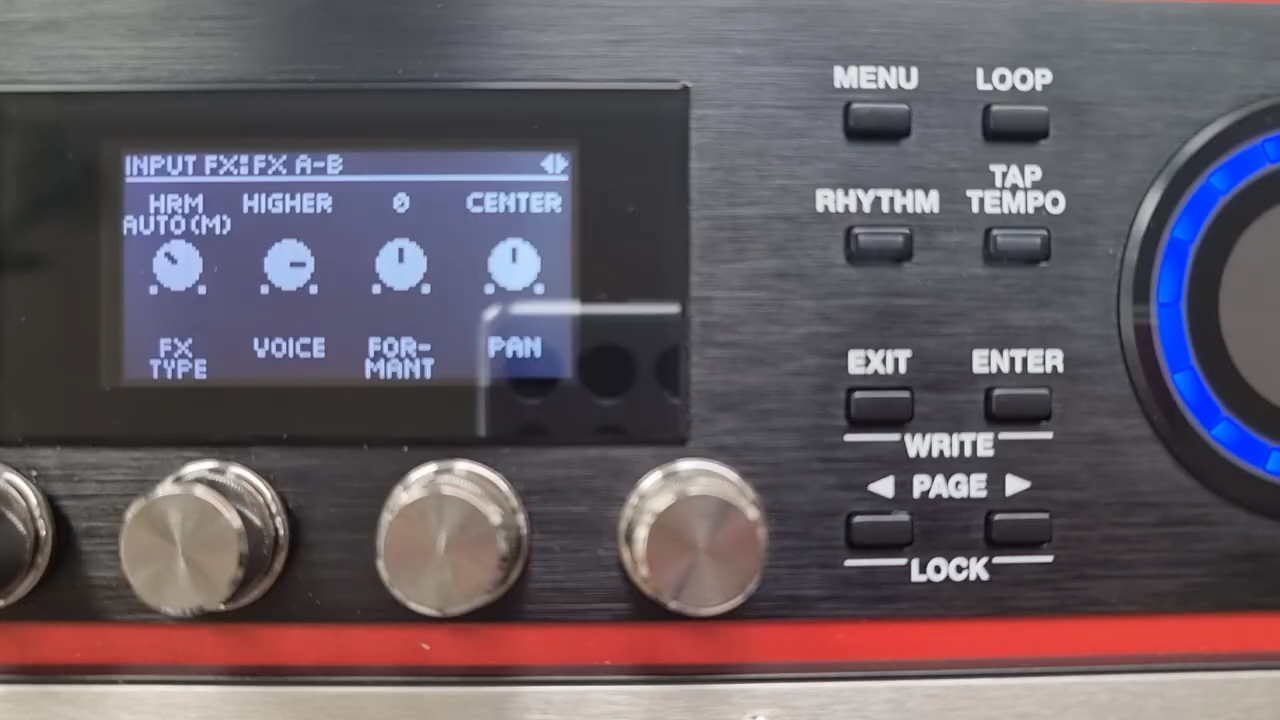 INPUT FX:FX A-B
HRM AUTO(M)
HIGHER
0
CENTER
FX TYPE
VOICE
FOR-MANT
PAN
MENU
LOOP
RHYTHM
TAP TEMPO
EXIT
ENTER
WRITE
◀ PAGE ▶
LOCK